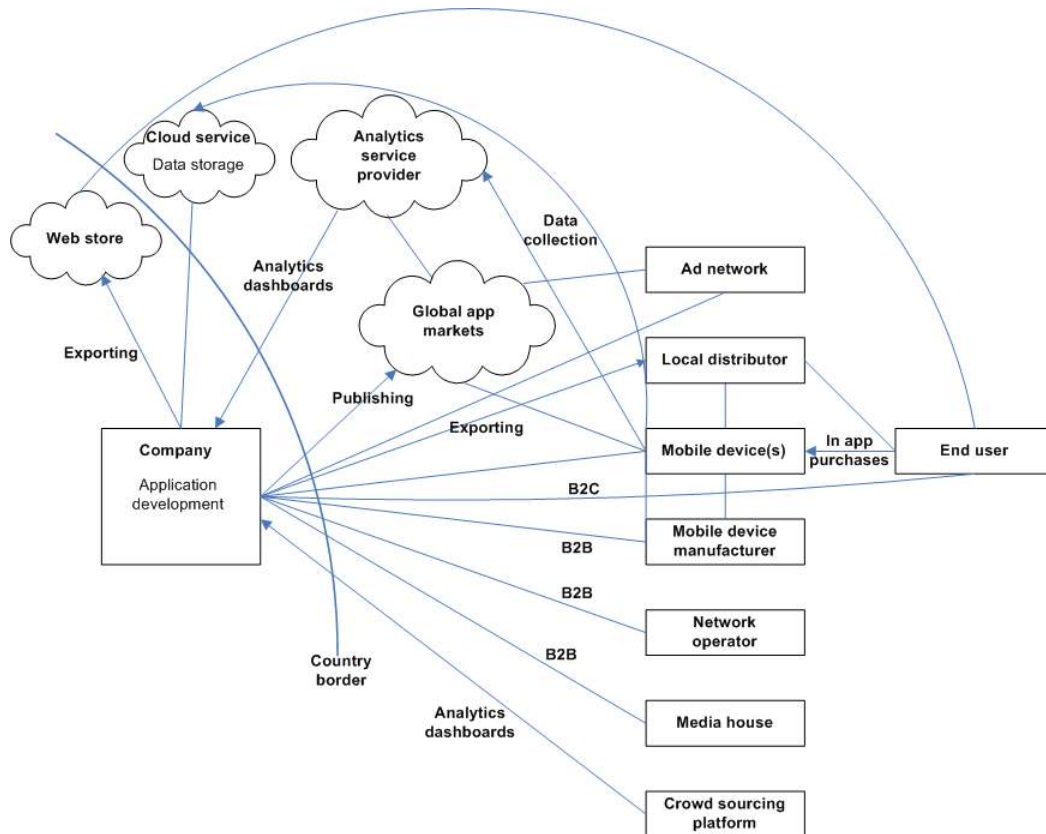 Cloud service
Data storage
Analytics
service
provider
Web store
Data
collection
Analytics
dashboards
Ad network
Global app
markets
Exporting
Local distributor
Publishing
Exporting
Company
Application
development
Mobile device(s)
In app
purchases
End user
B2C
Mobile device
manufacturer
B2B
B2B
Network
operator
B2B
Country
border
Analytics
dashboards
Media house
Crowd sourcing
platform